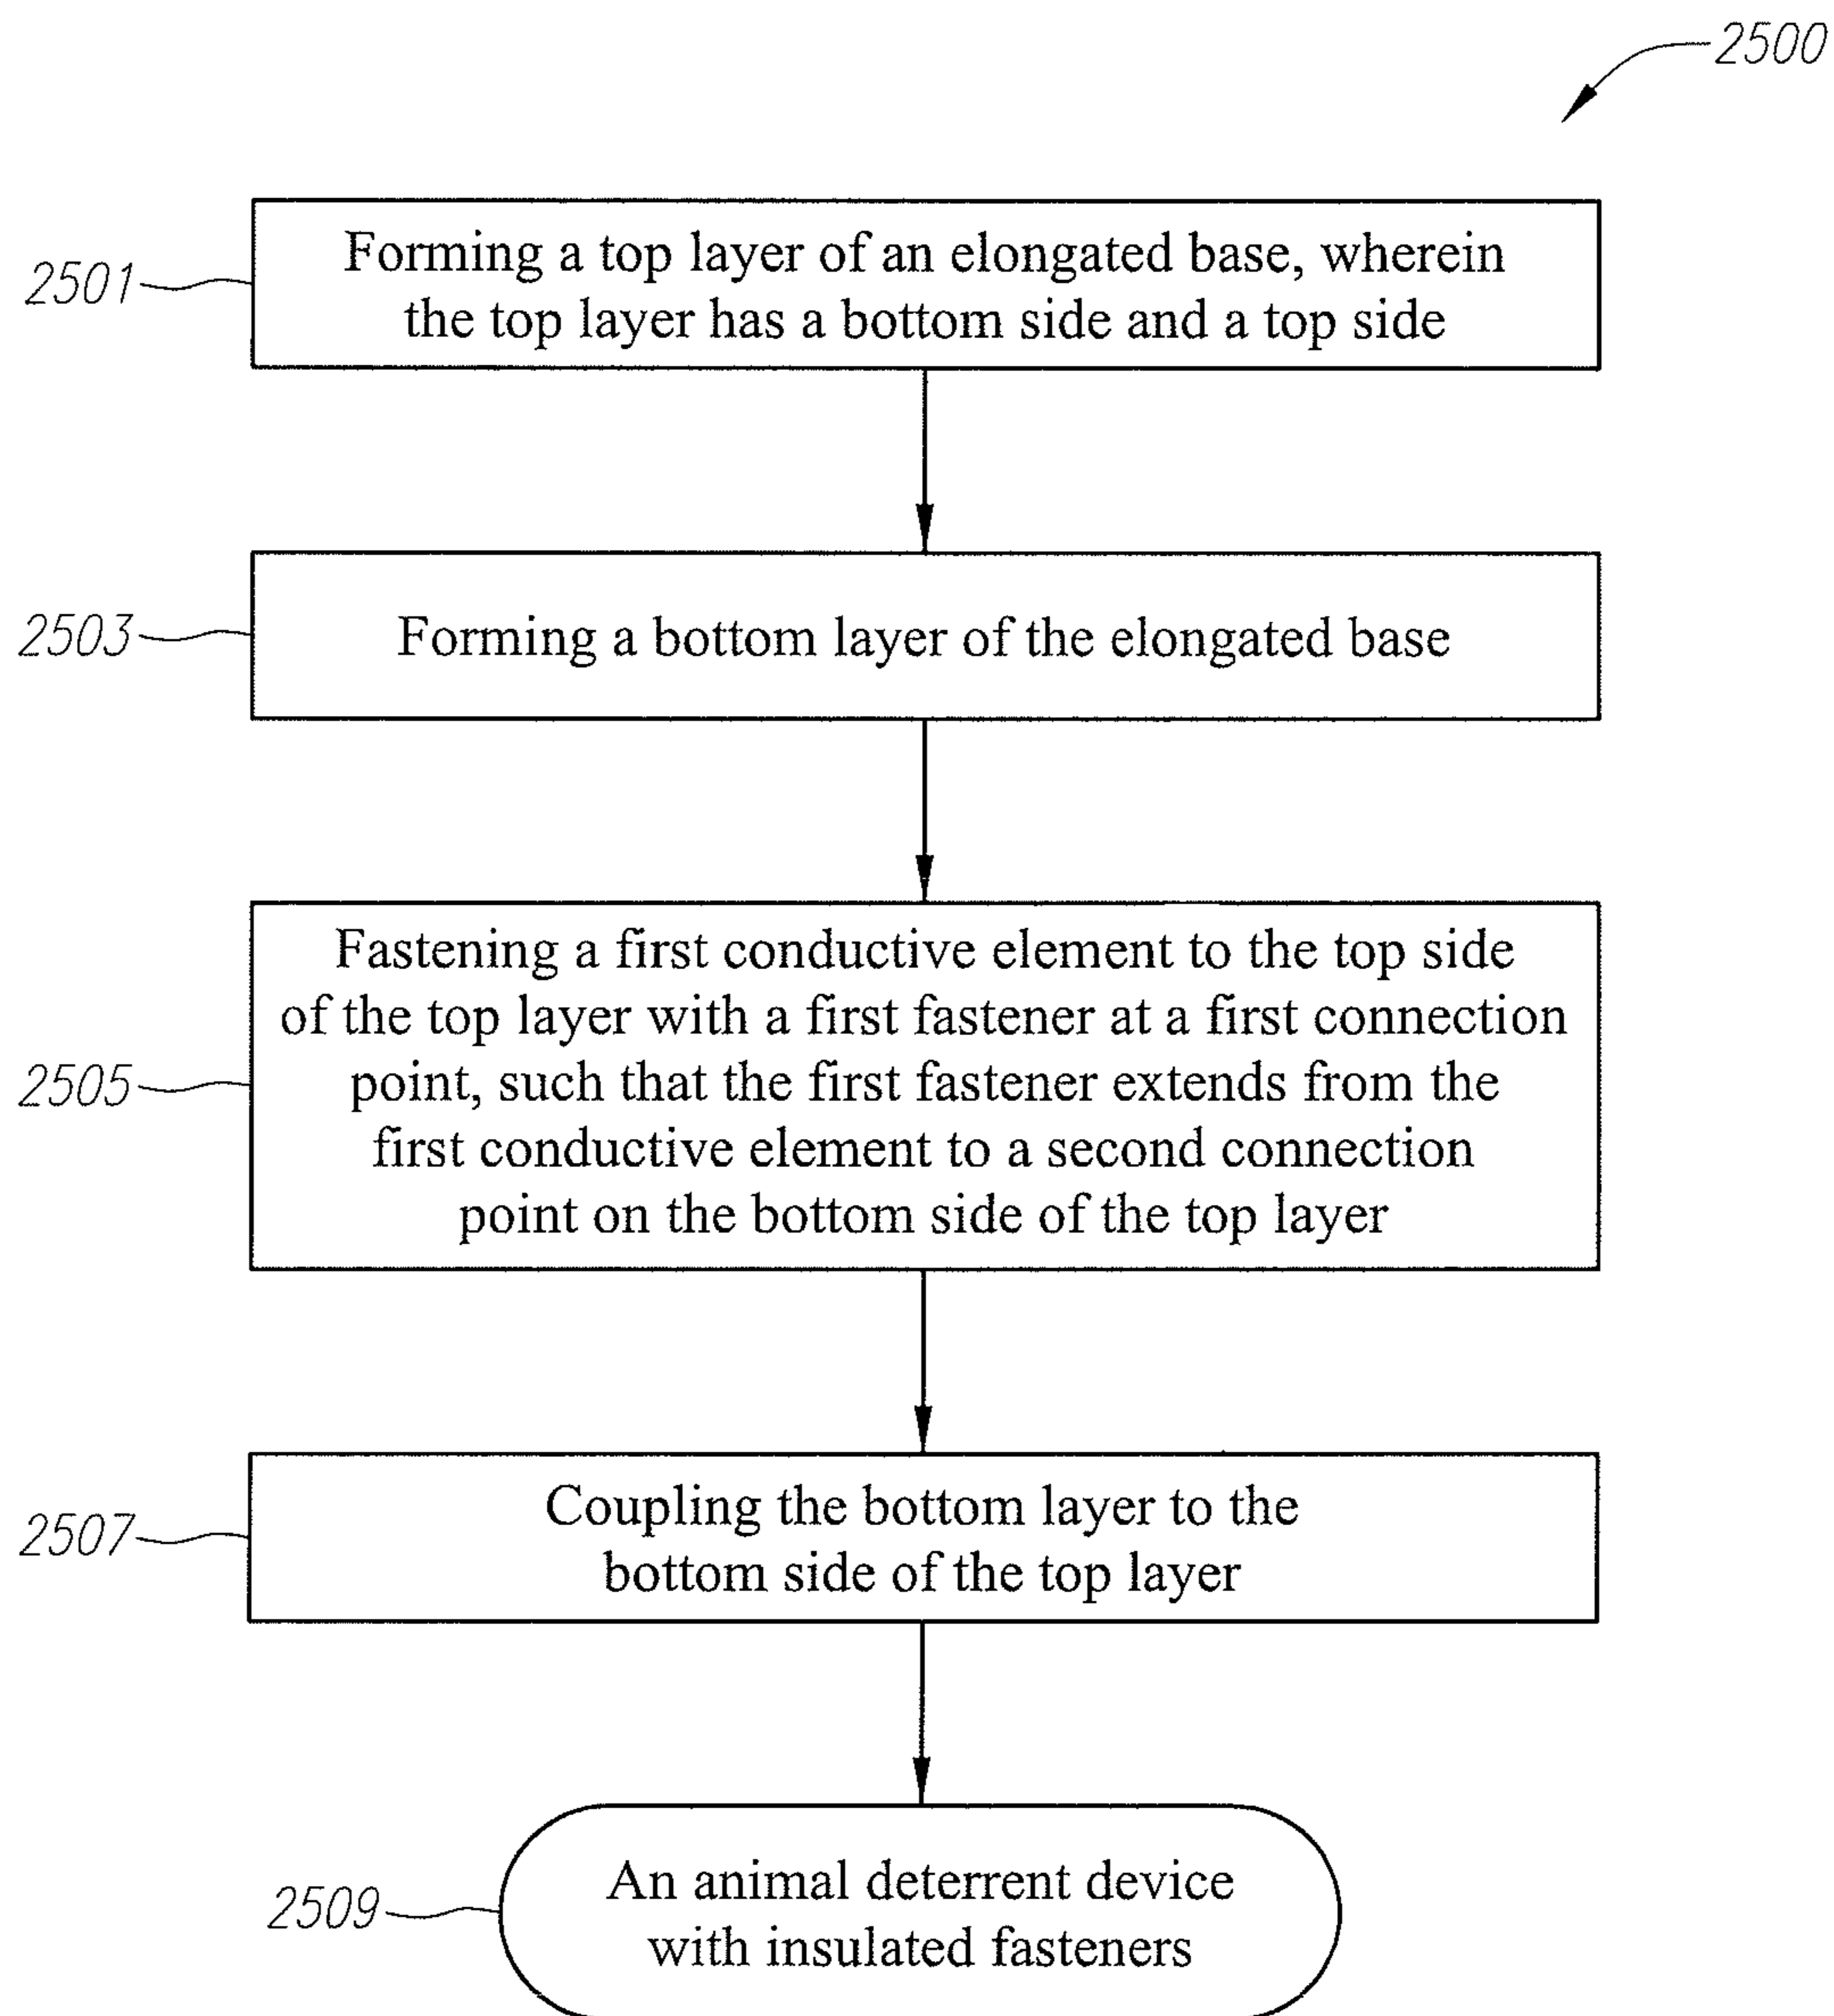 2500
2501
Forming a top layer of an elongated base, wherein
the top layer has a bottom side and a top side
2503
Forming a bottom layer of the elongated base
2505
Fastening a first conductive element to the top side
of the top layer with a first fastener at a first connection
point, such that the first fastener extends from the
first conductive element to a second connection
point on the bottom side of the top layer
2507
Coupling the bottom layer to the
bottom side of the top layer
2509
An animal deterrent device
with insulated fasteners